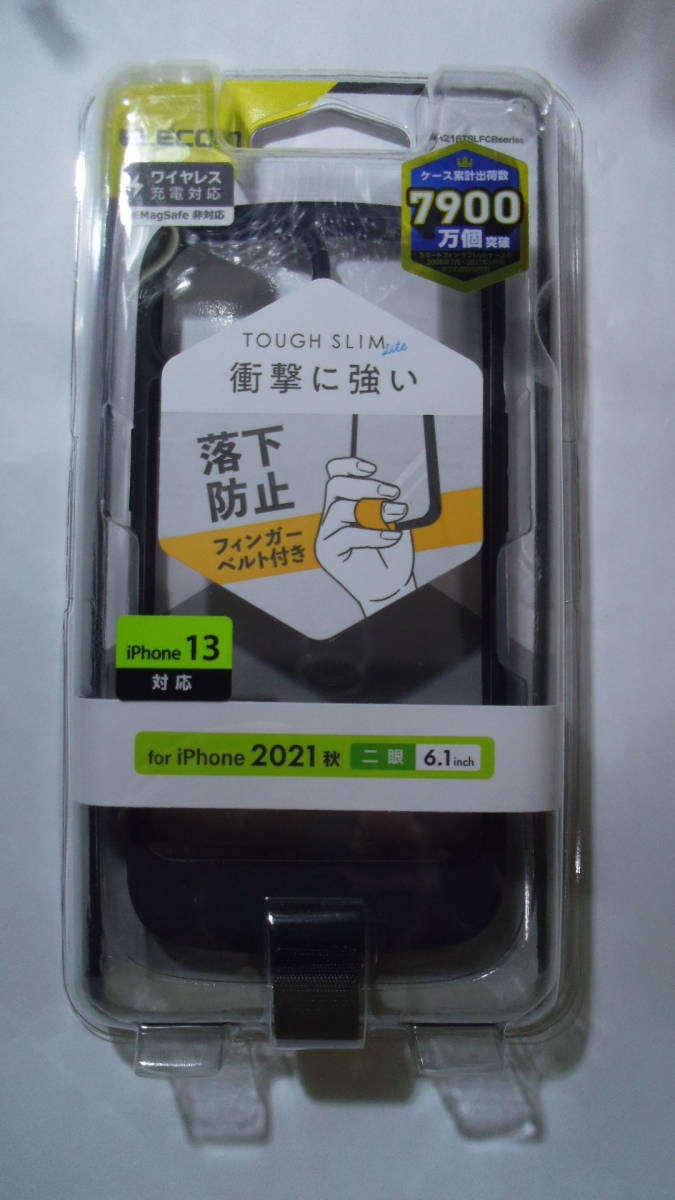 ELECOM
ワイヤレス
充電対応
MagSafe 非対応
ケース累計出荷数
7900
万個 突破
TOUGH SLIM Lite
衝撃に強い
落下
防止
フィンガー
ベルト付き
iPhone 13
対応
for iPhone 2021 秋 二眼 6.1inch